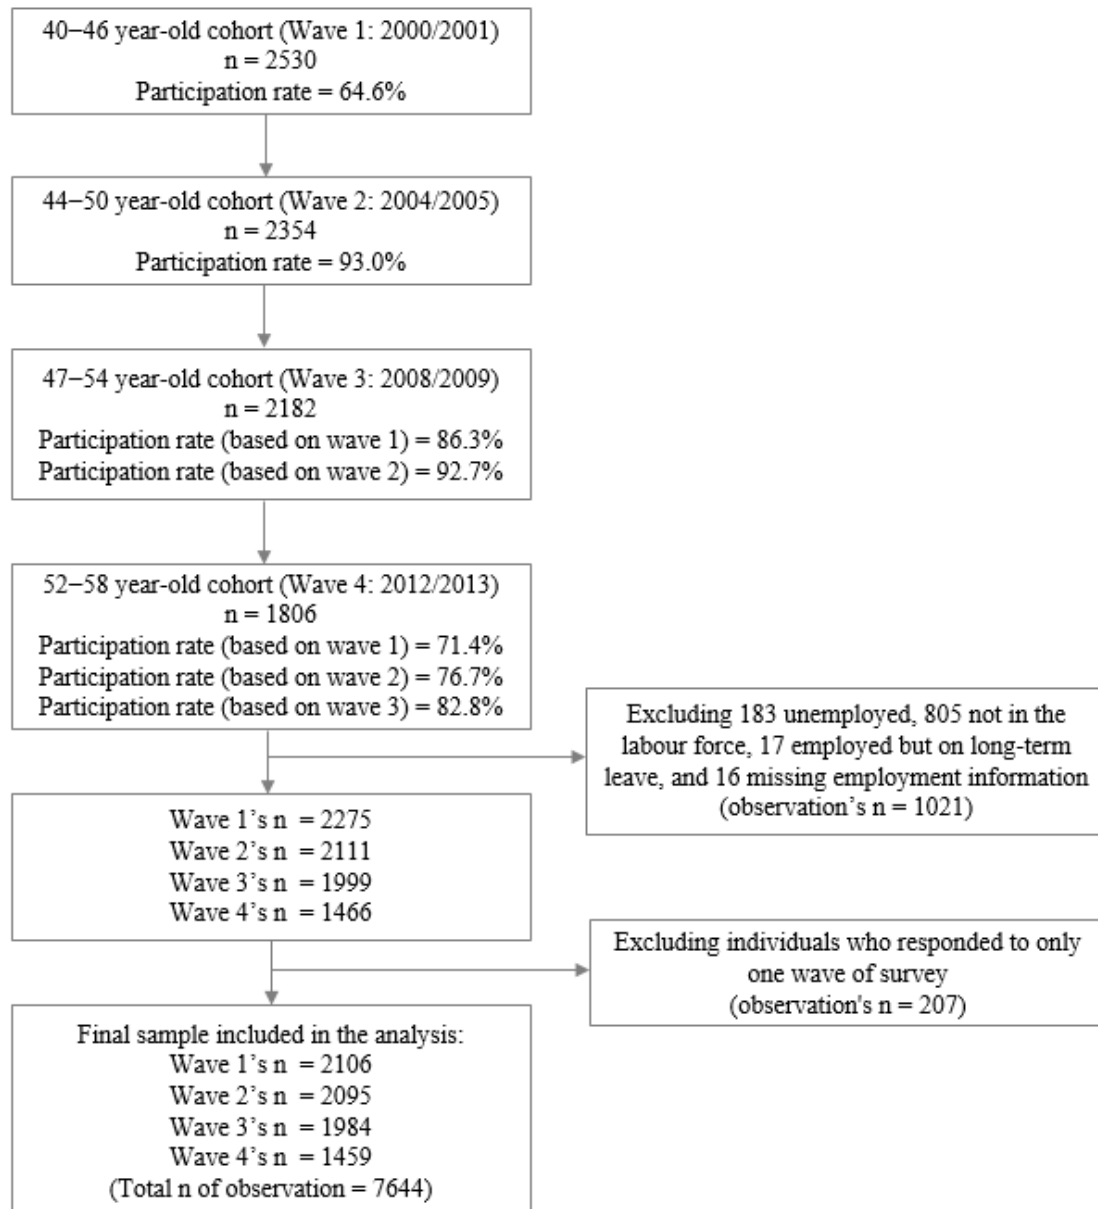 40–46 year-old cohort (Wave 1: 2000/2001)
n = 2530
Participation rate = 64.6%
44–50 year-old cohort (Wave 2: 2004/2005)
n = 2354
Participation rate = 93.0%
47–54 year-old cohort (Wave 3: 2008/2009)
n = 2182
Participation rate (based on wave 1) = 86.3%
Participation rate (based on wave 2) = 92.7%
52–58 year-old cohort (Wave 4: 2012/2013)
n = 1806
Participation rate (based on wave 1) = 71.4%
Participation rate (based on wave 2) = 76.7%
Participation rate (based on wave 3) = 82.8%
Excluding 183 unemployed, 805 not in the
labour force, 17 employed but on long-term
leave, and 16 missing employment information
(observation’s n = 1021)
Wave 1’s n = 2275
Wave 2’s n = 2111
Wave 3’s n = 1999
Wave 4’s n = 1466
Excluding individuals who responded to only
one wave of survey
(observation's n = 207)
Final sample included in the analysis:
Wave 1’s n = 2106
Wave 2’s n = 2095
Wave 3’s n = 1984
Wave 4’s n = 1459
(Total n of observation = 7644)